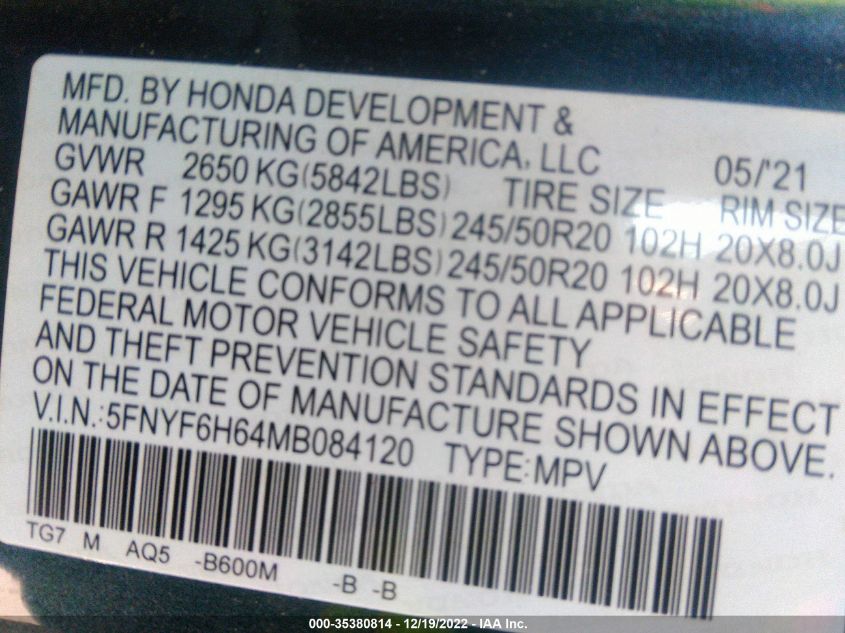 MFD. BY HONDA DEVELOPMENT &
MANUFACTURING OF AMERICA, LLC 05/'21
GVWR 2650 KG(5842LBS) TIRE SIZE RIM SIZE
GAWR F 1295 KG(2855LBS) 245/50R20 102H 20X8.0J
GAWR R 1425 KG(3142LBS) 245/50R20 102H 20X8.0J
THIS VEHICLE CONFORMS TO ALL APPLICABLE
FEDERAL MOTOR VEHICLE SAFETY
AND THEFT PREVENTION STANDARDS IN EFFECT
ON THE DATE OF MANUFACTURE SHOWN ABOVE.
V.I.N.:5FNYF6H64MB084120 TYPE:MPV
TG7 M AQ5 -B600M -B -B
000-35380814 - 12/19/2022 - IAA Inc.